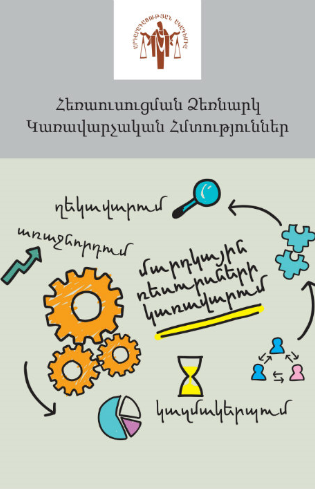 Հեռաուսուցման Ձեռնարկ
Կառավարչական Հմտություններ
ղեկավարում
առաջնորդում
մարդկային
ռեսուրսների
կառավարում
կազմակերպում